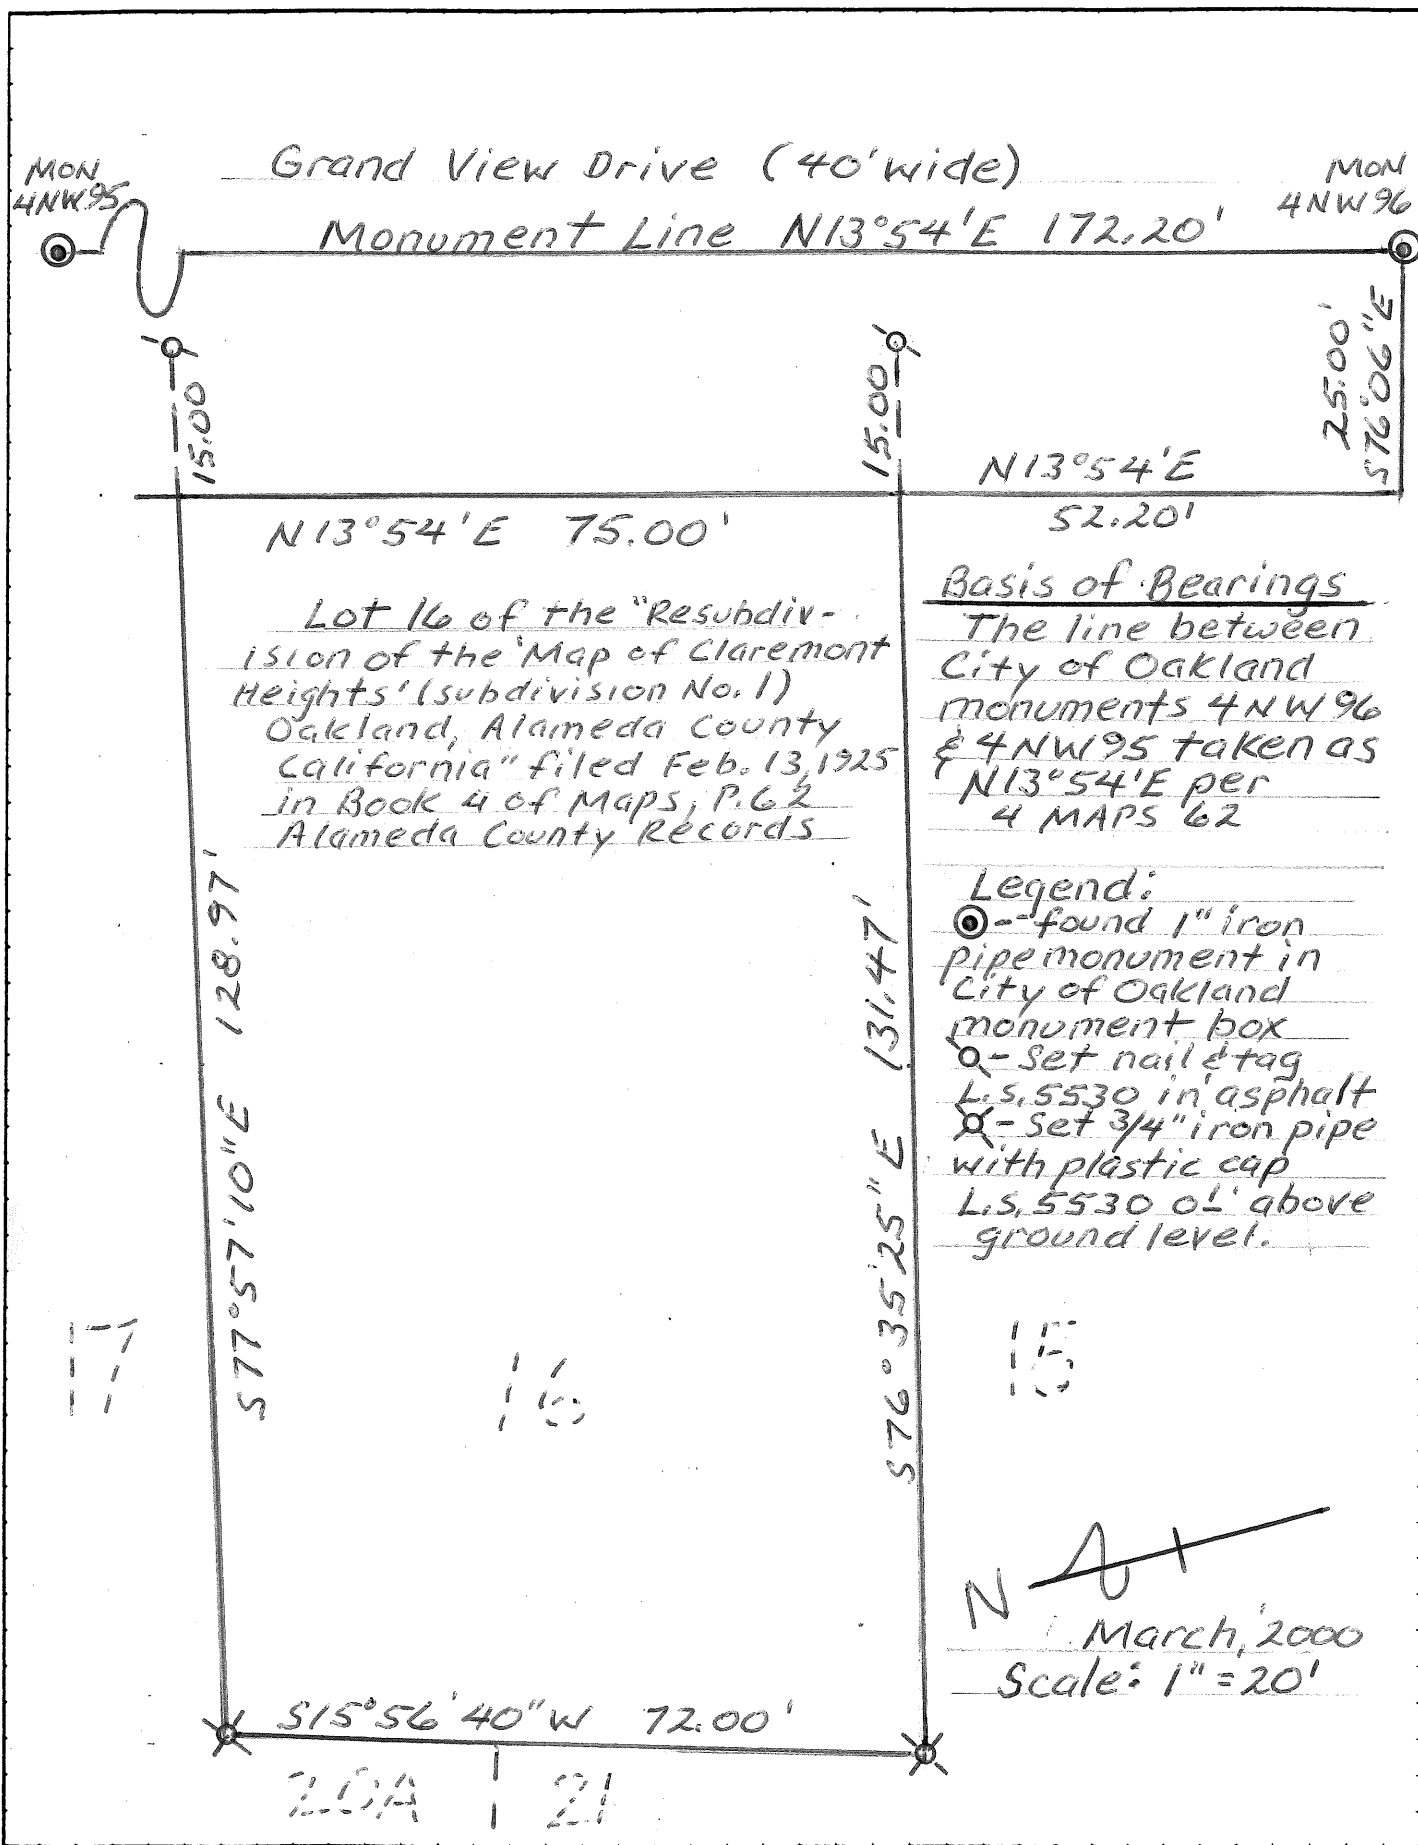 MON
4NW95
Grand View Drive (40' wide)
MON
4NW96
Monument Line N13°54'E 172.20'
25.00'
S76°06"E
15.00'
15.00'
N13°54'E
52.20'
N13°54'E 75.00'
Lot 16 of the "Resubdiv-
ision of the 'Map of Claremont
Heights' (subdivision No. 1)
Oakland, Alameda County
California" filed Feb. 13, 1925
in Book 4 of Maps, P. 62
Alameda County Records
Basis of Bearings
The line between
City of Oakland
monuments 4NW96
& 4NW95 taken as
N13°54'E per
4 MAPS 62
Legend:
-- found 1" iron
pipe monument in
City of Oakland
monument box
- Set nail & tag
L.S. 5530 in asphalt
- Set 3/4" iron pipe
with plastic cap
L.S. 5530 above
ground level.
S77°57'10"E 128.97'
S76°35'25"E 131.47'
17
16
15
N
March, 2000
Scale: 1"=20'
S15°56'40"W 72.00'
20A
21